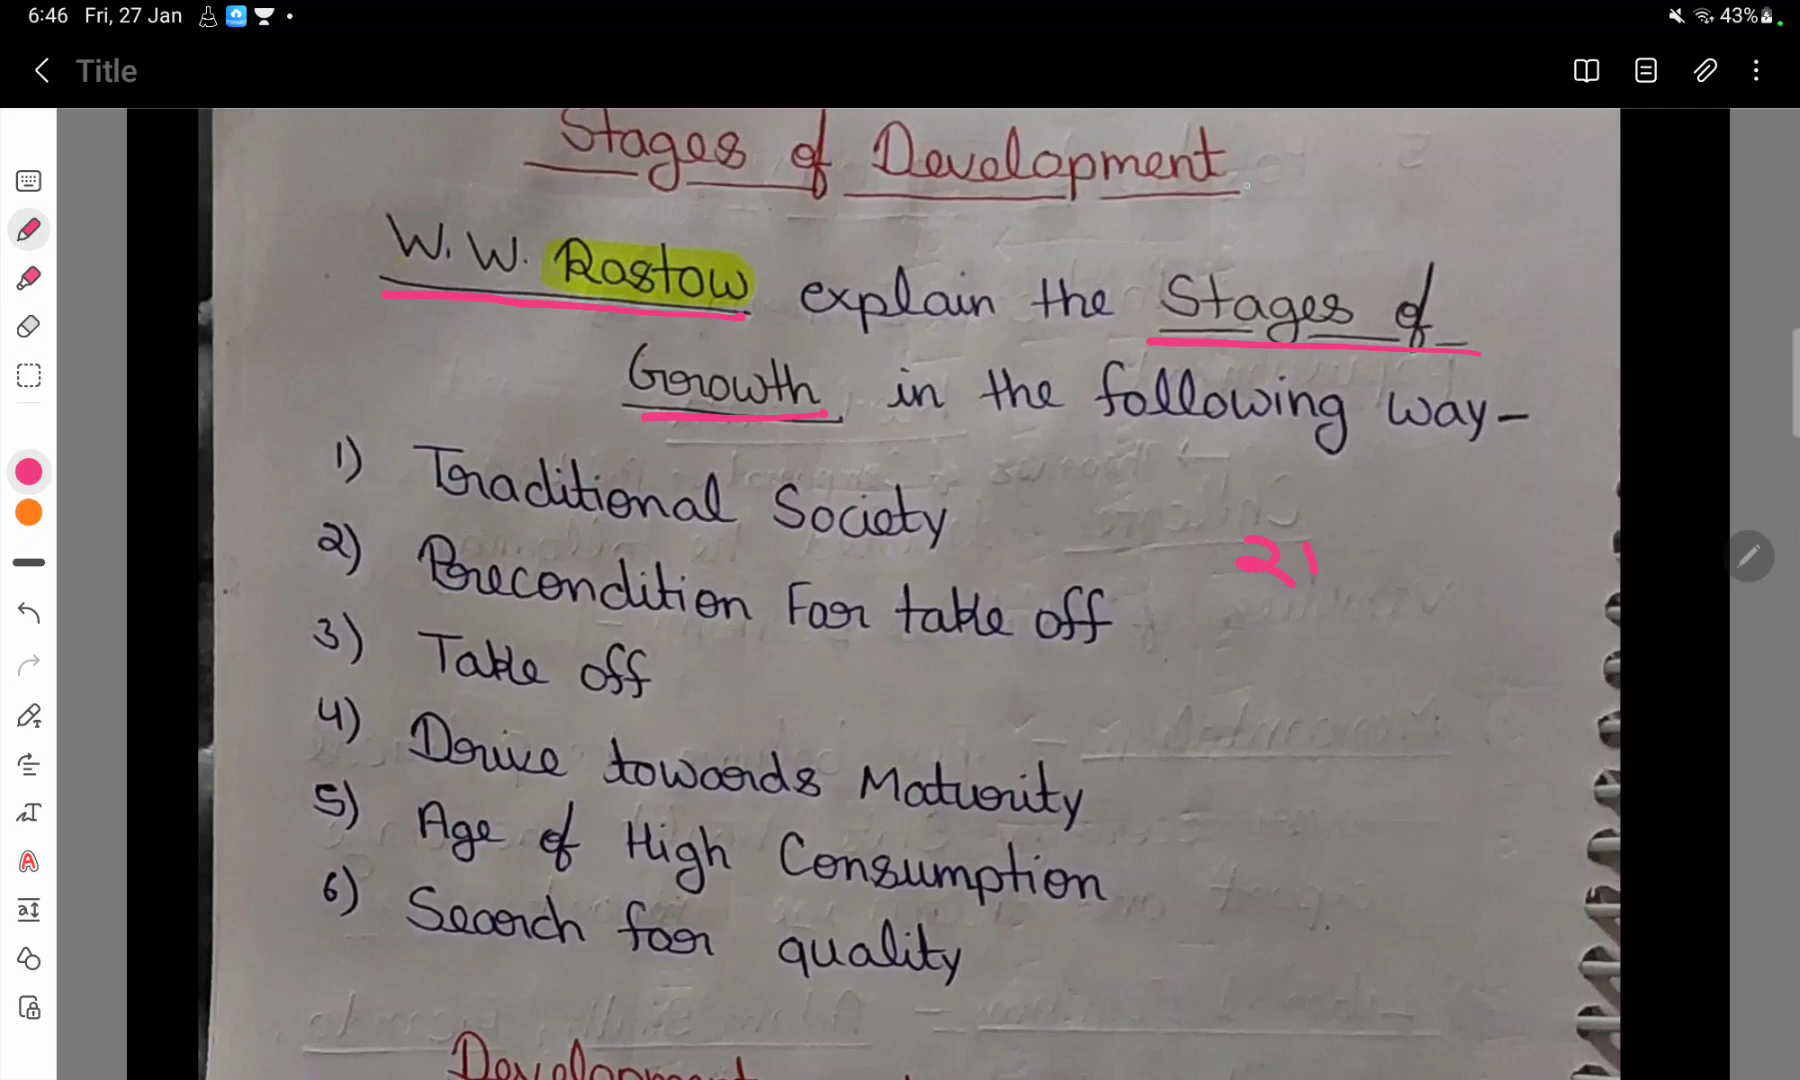 6:46 Fri, 27 Jan 43%
Title
Stages of Development
W.W. Rostow explain the Stages of
Growth in the following way-
1) Traditional Society
21
2) Precondition For take off
3) Take off
4) Drive towards Maturity
5) Age of High Consumption
6) Search for quality
Development